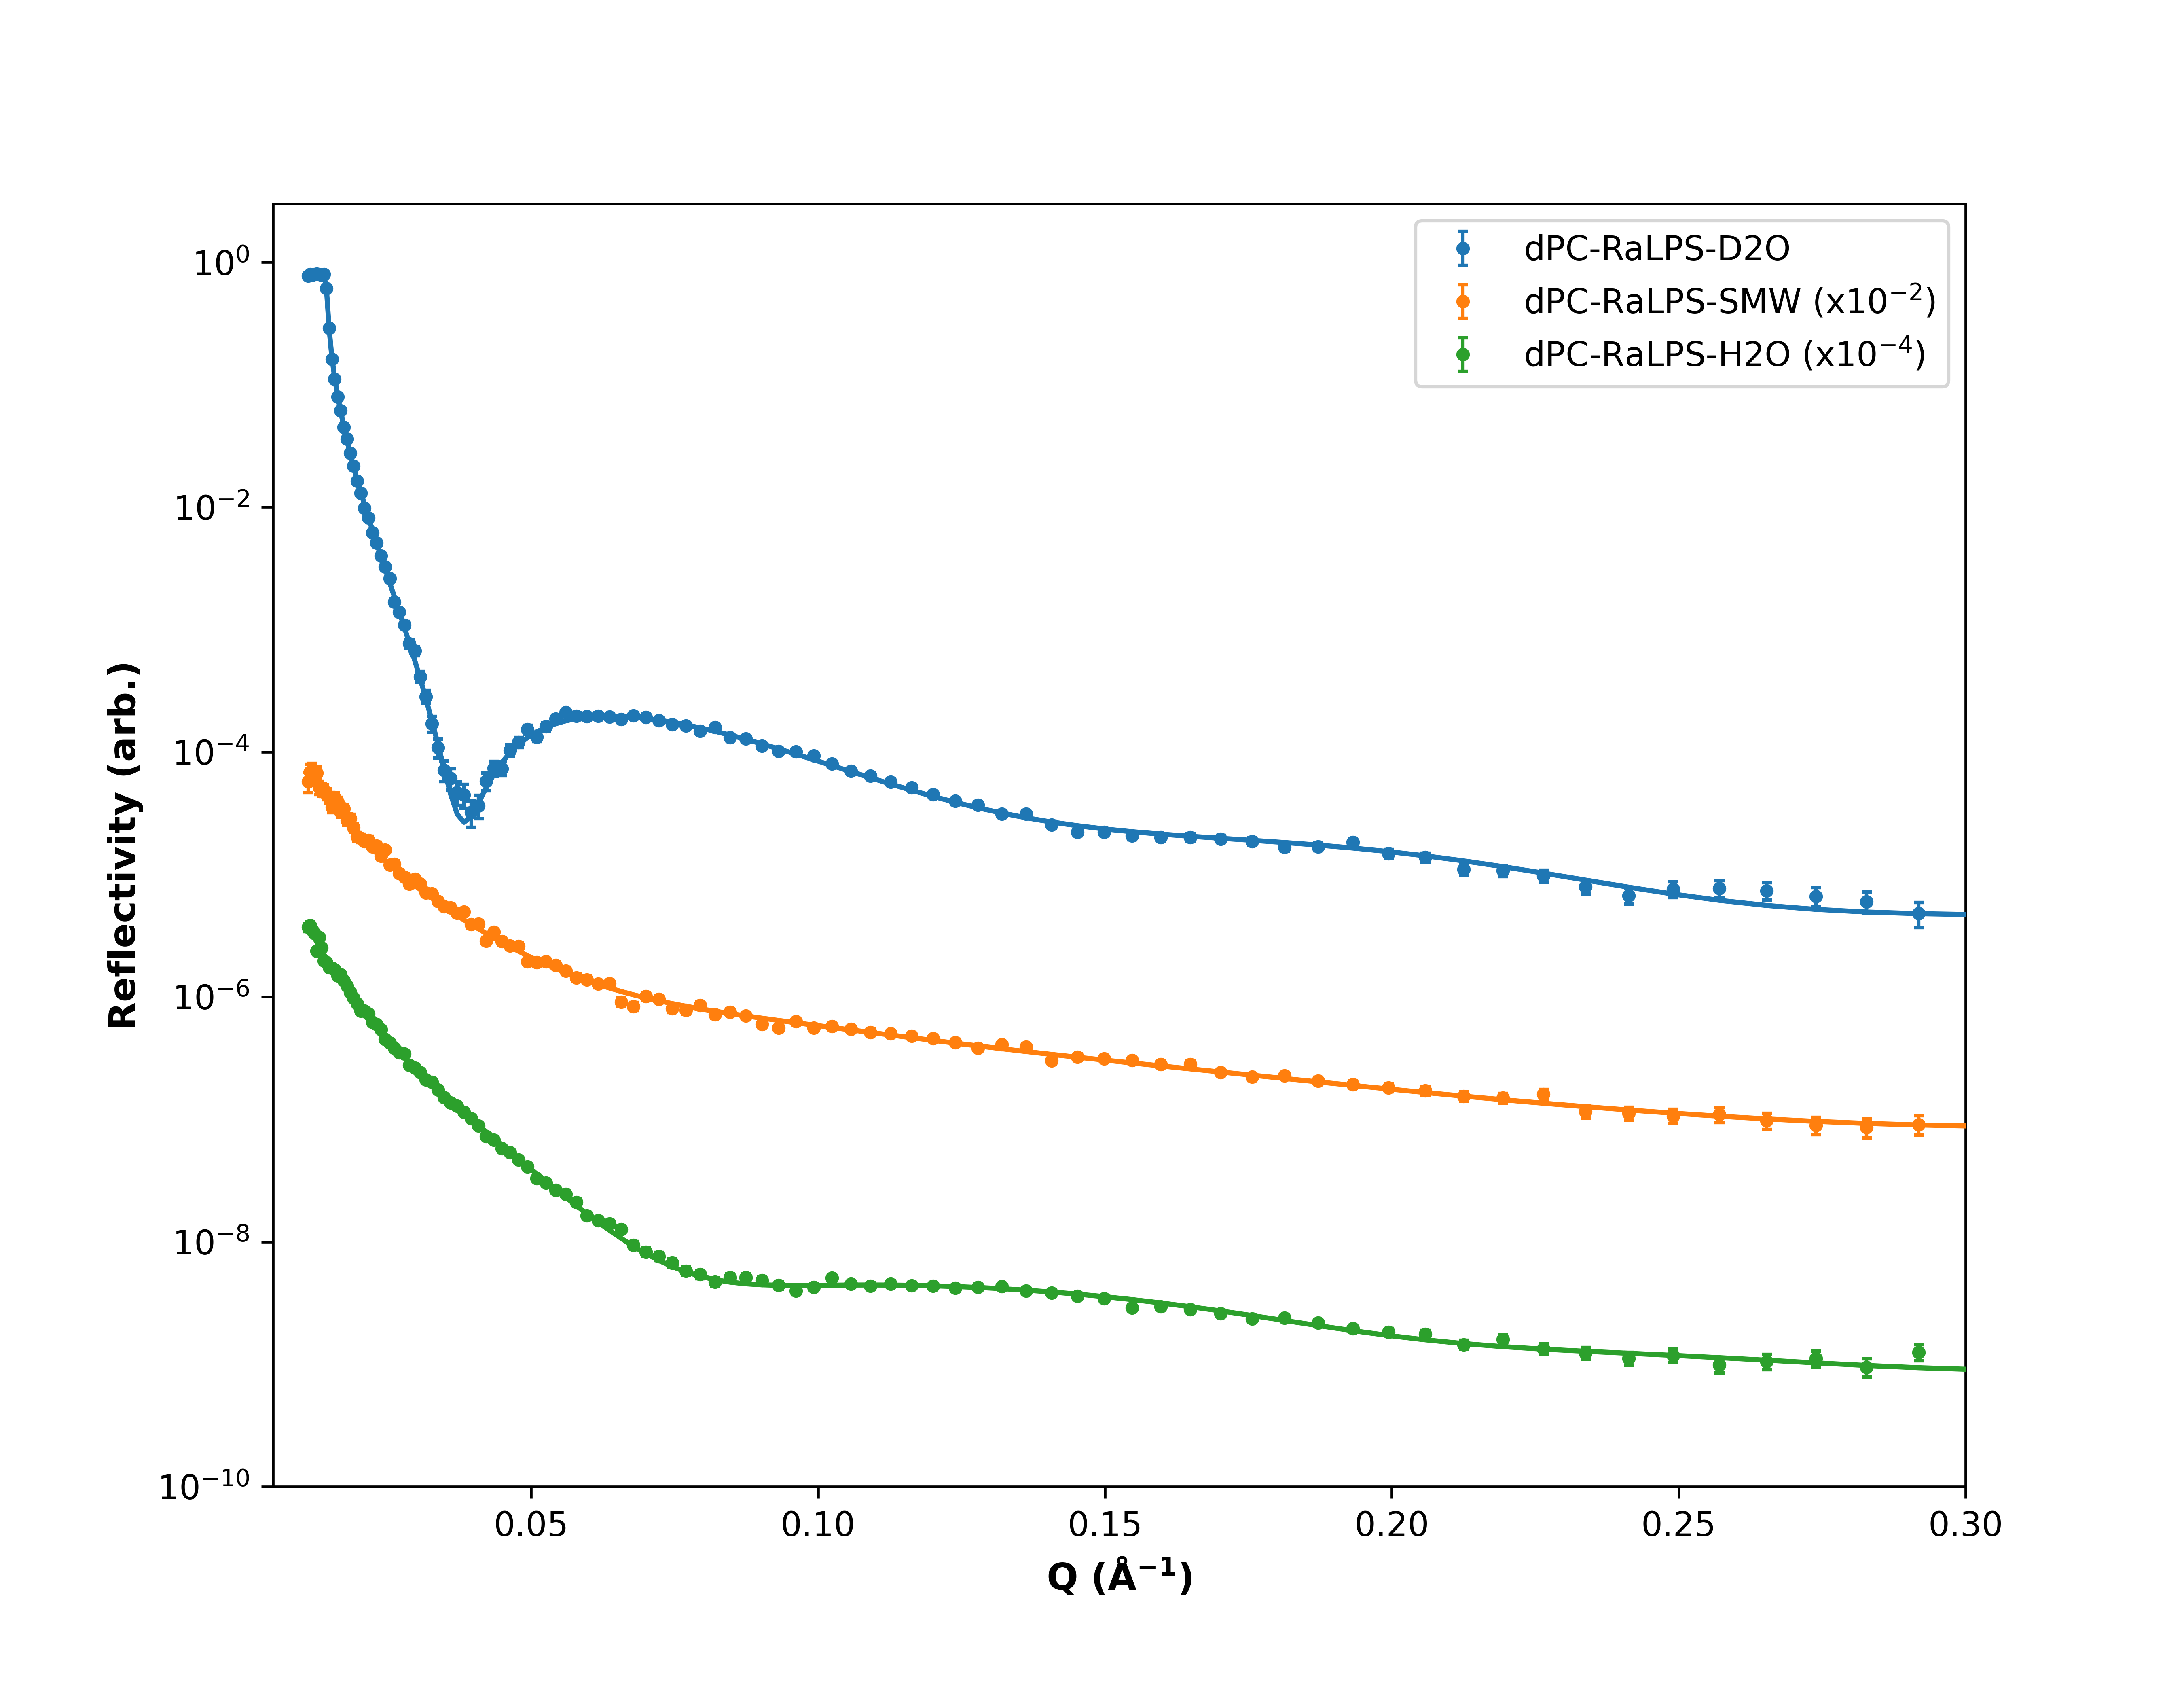 dPC-RaLPS-D2O
dPC-RaLPS-SMW (x10⁻²)
dPC-RaLPS-H2O (x10⁻⁴)
10⁰
10⁻²
10⁻⁴
10⁻⁶
10⁻⁸
10⁻¹⁰
Reflectivity (arb.)
0.05 0.10 0.15 0.20 0.25 0.30
Q (Å⁻¹)